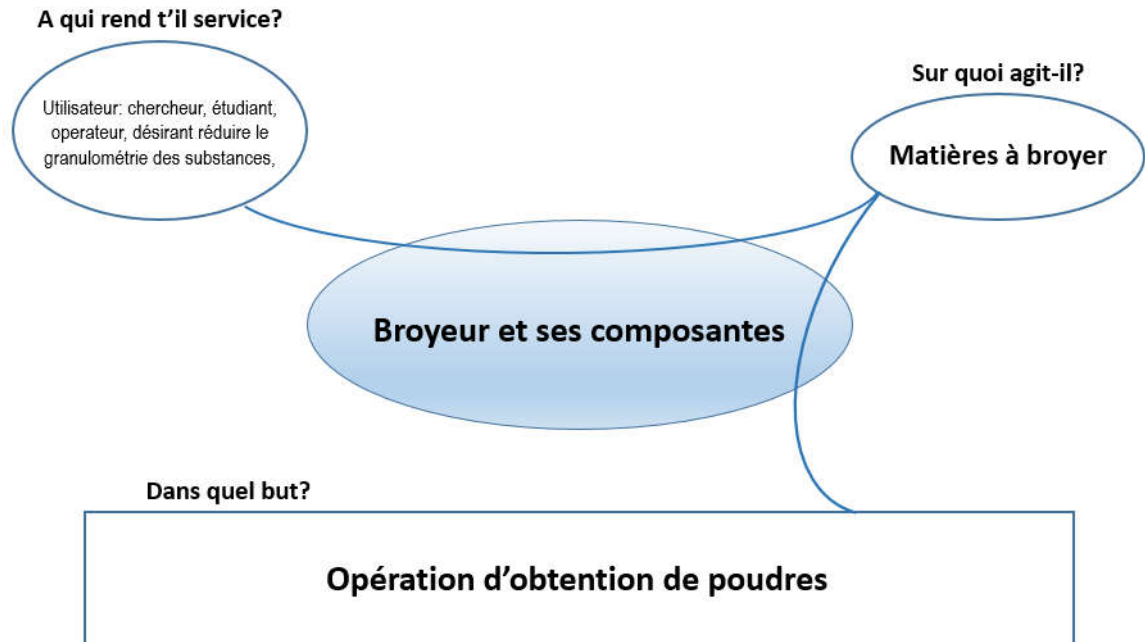 A qui rend t’il service?
Utilisateur: chercheur, étudiant,
operateur, désirant réduire le
granulométrie des substances,
Sur quoi agit-il?
Matières à broyer
Broyeur et ses composantes
Dans quel but?
Opération d’obtention de poudres